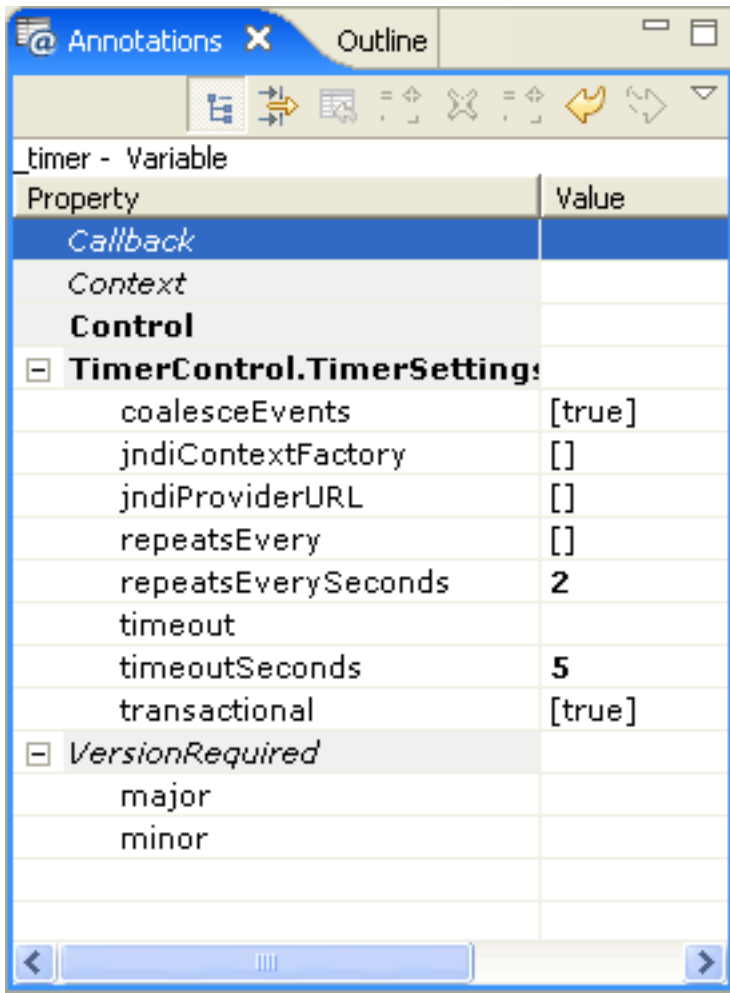 Annotations Outline
_timer - Variable
Property Value
Callback
Context
Control
TimerControl.TimerSettings
coalesceEvents [true]
jndiContextFactory []
jndiProviderURL []
repeatsEvery []
repeatsEverySeconds 2
timeout
timeoutSeconds 5
transactional [true]
VersionRequired
major
minor